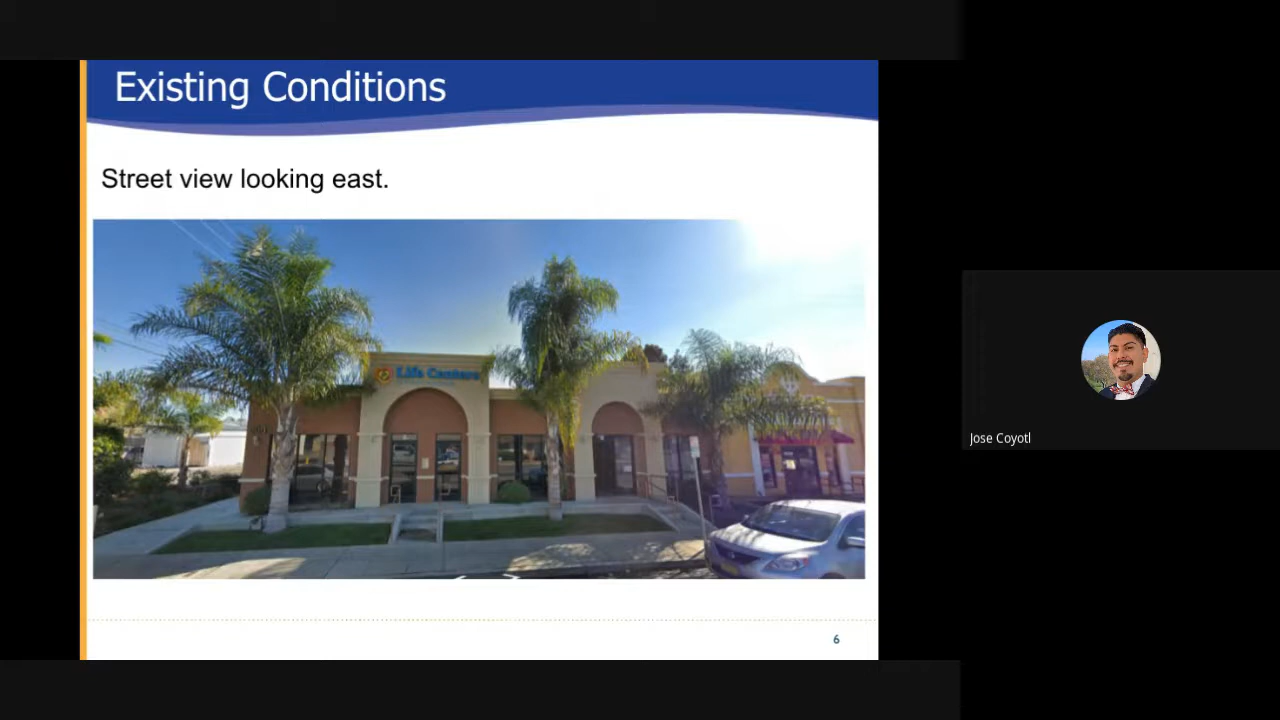 Existing Conditions
Street view looking east.
Life Centers
6
Jose Coyotl